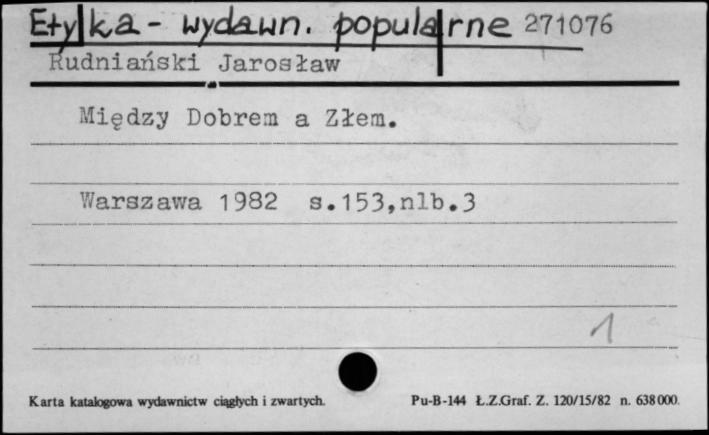 Etyka - wydawn. popularne 271076
Rudniański Jarosław
Między Dobrem a Złem.
Warszawa 1982 s.153,nlb.3
1
Karta katalogowa wydawnictw ciągłych i zwartych. Pu-B-144 Ł.Z.Graf. Z. 120/15/82 n. 638000.